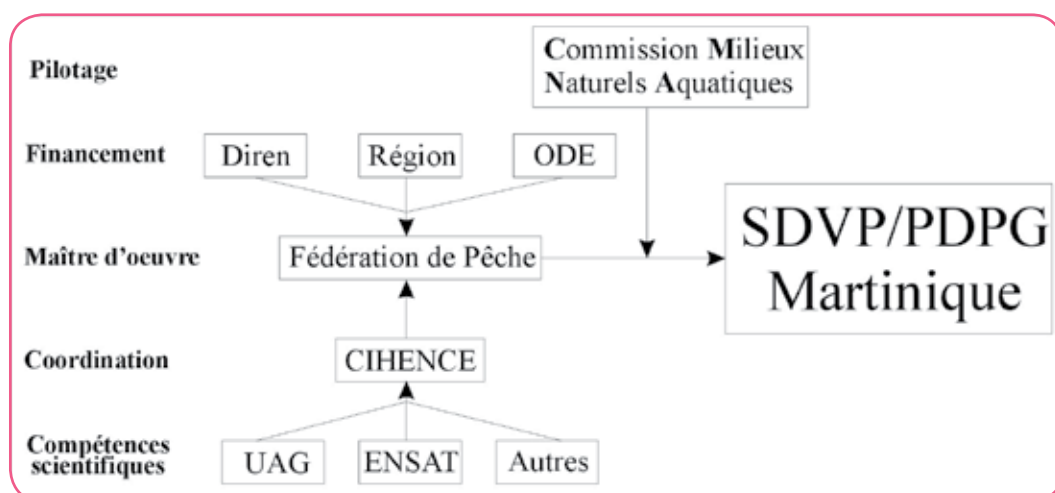 Pilotage
Commission Milieux
Naturels Aquatiques
Financement
Diren
Région
ODE
Maître d'oeuvre
Fédération de Pêche
SDVP/PDPG
Martinique
Coordination
CIHENCE
Compétences
scientifiques
UAG
ENSAT
Autres